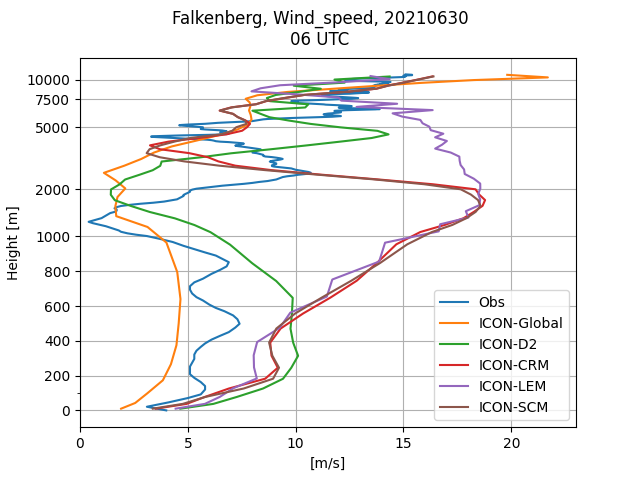 Falkenberg, Wind_speed, 20210630
06 UTC
10000
7500
5000
2000
1000
800
600
400
200
0
Height [m]
Obs
ICON-Global
ICON-D2
ICON-CRM
ICON-LEM
ICON-SCM
0 5 10 15 20
[m/s]